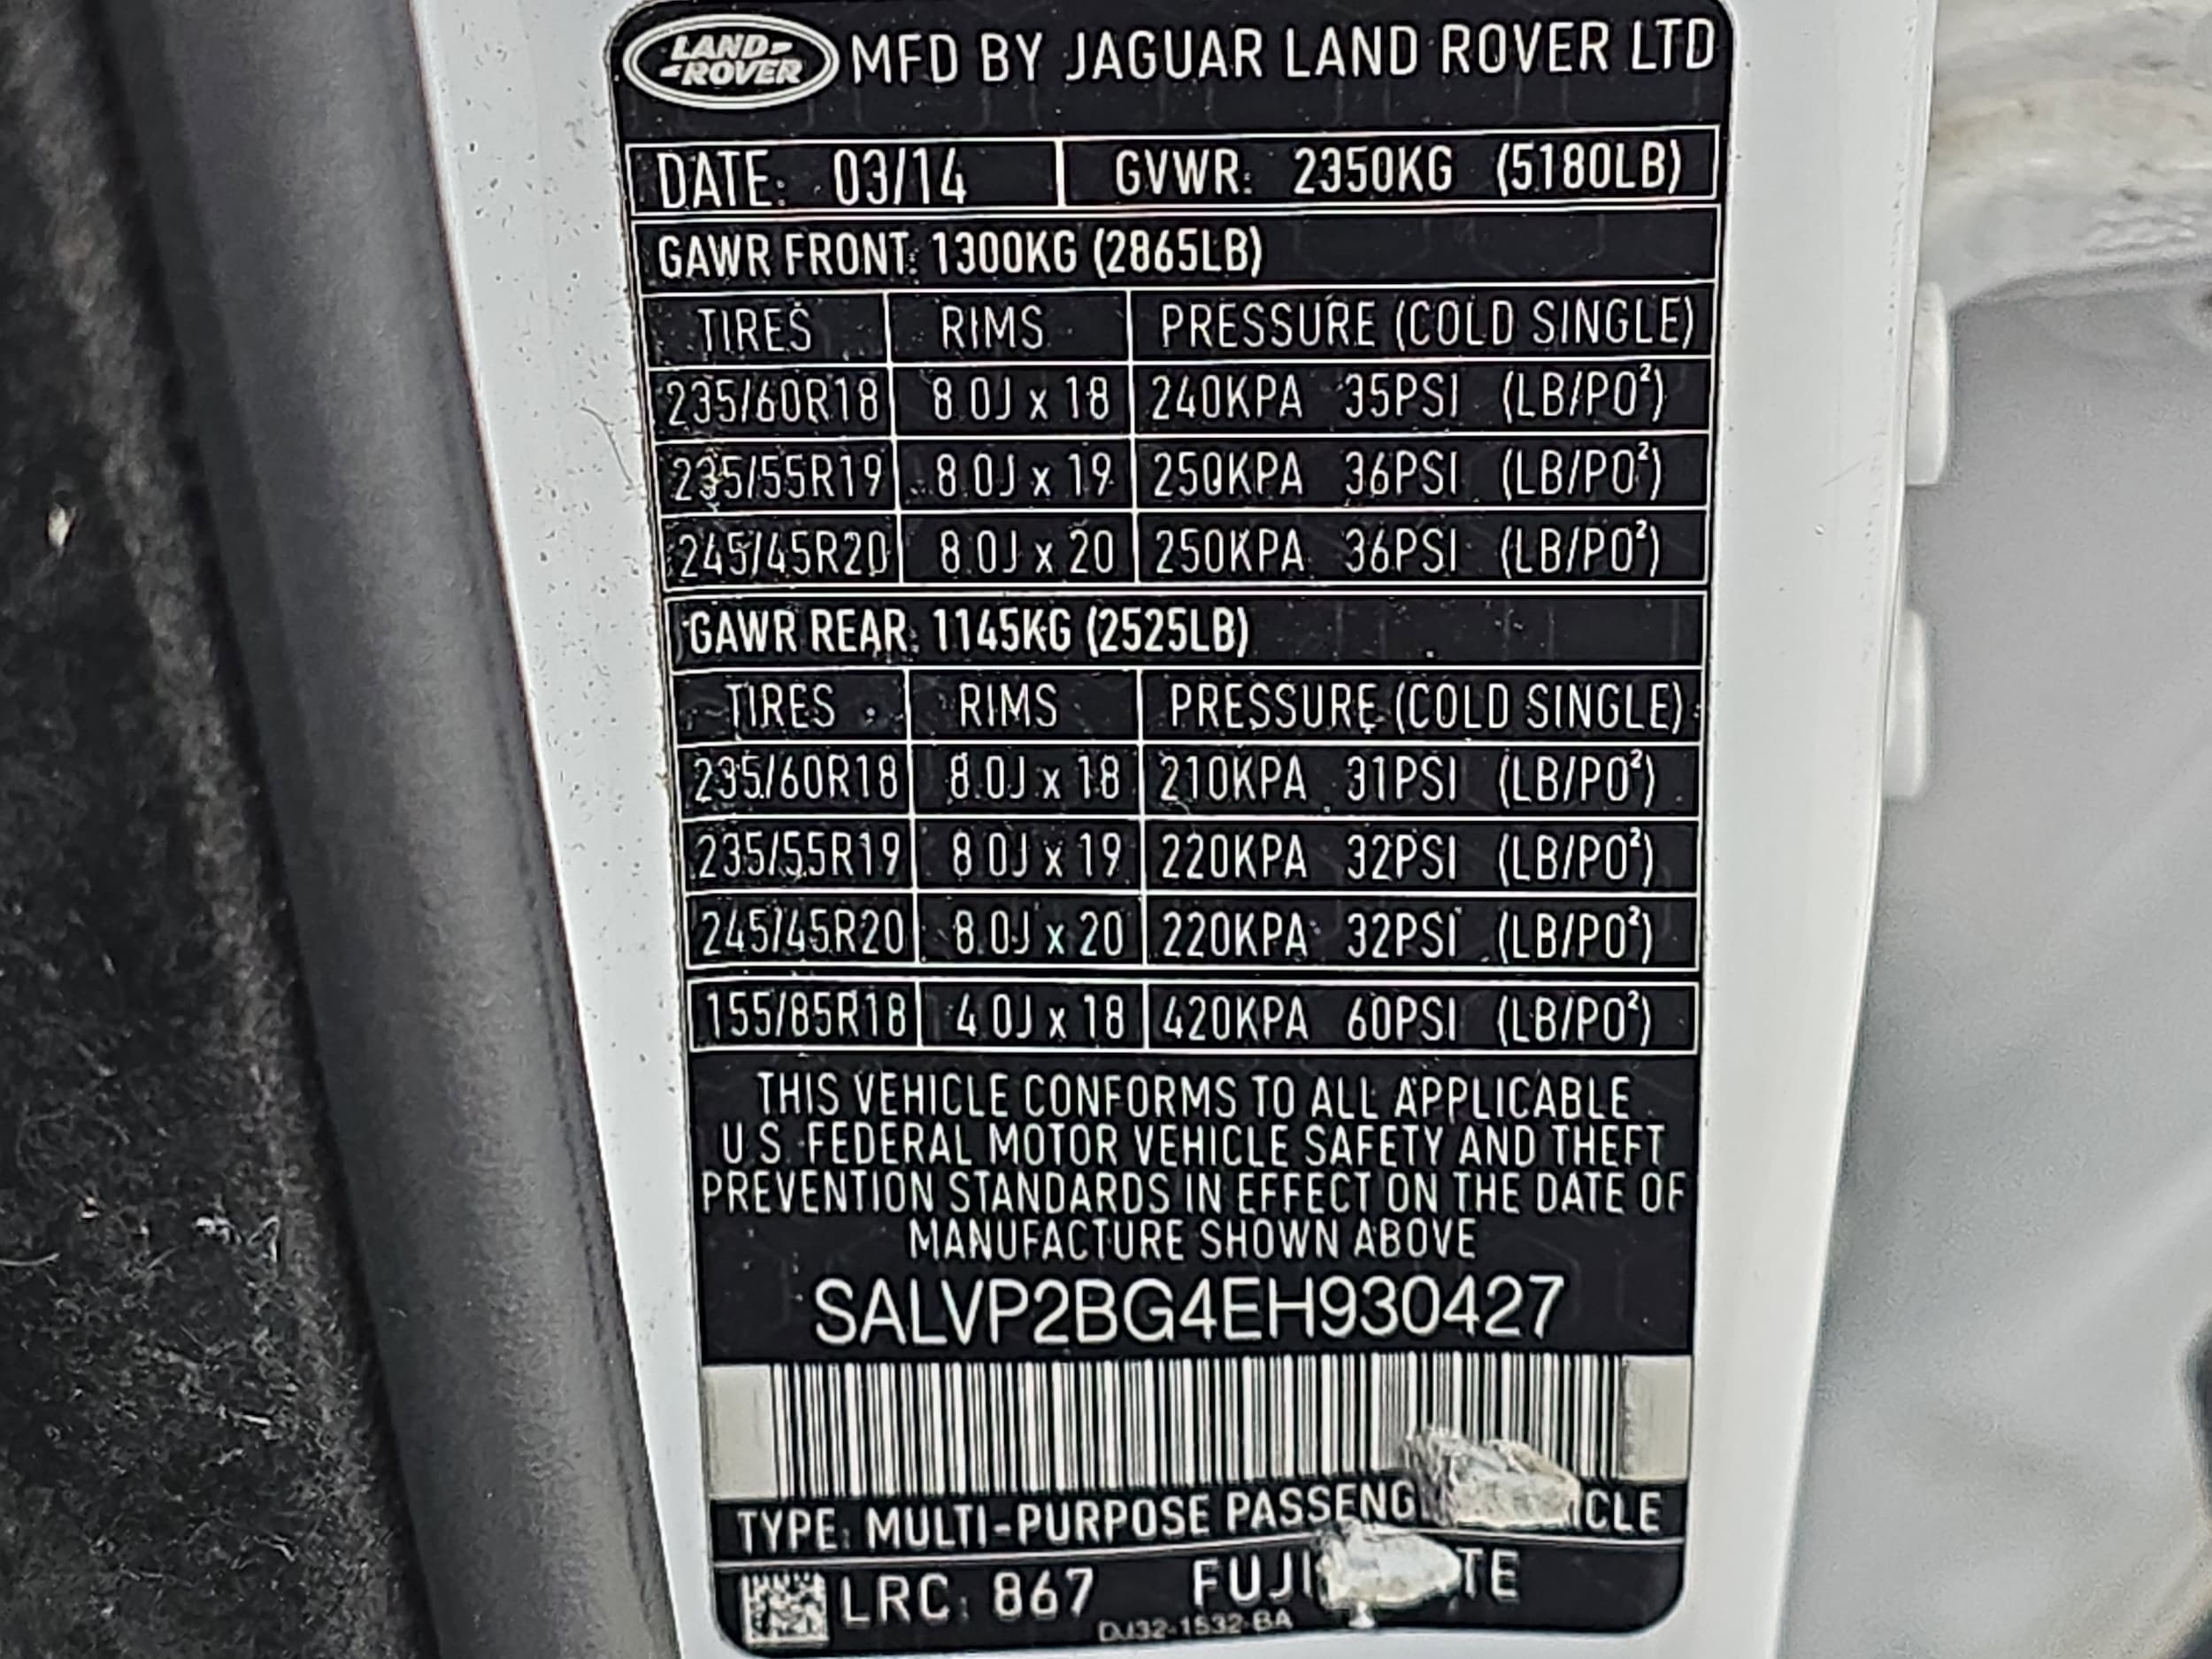 LAND-
-ROVER
MFD BY JAGUAR LAND ROVER LTD
DATE: 03/14 GVWR: 2350KG (5180LB)
GAWR FRONT: 1300KG (2865LB)
TIRES RIMS PRESSURE (COLD SINGLE)
235/60R18 8.0J x 18 240KPA 35PSI (LB/PO²)
235/55R19 8.0J x 19 250KPA 36PSI (LB/PO²)
245/45R20 8.0J x 20 250KPA 36PSI (LB/PO²)
GAWR REAR: 1145KG (2525LB)
TIRES RIMS PRESSURE (COLD SINGLE)
235/60R18 8.0J x 18 210KPA 31PSI (LB/PO²)
235/55R19 8.0J x 19 220KPA 32PSI (LB/PO²)
245/45R20 8.0J x 20 220KPA 32PSI (LB/PO²)
155/85R18 4.0J x 18 420KPA 60PSI (LB/PO²)
THIS VEHICLE CONFORMS TO ALL APPLICABLE
U.S. FEDERAL MOTOR VEHICLE SAFETY AND THEFT
PREVENTION STANDARDS IN EFFECT ON THE DATE OF
MANUFACTURE SHOWN ABOVE
SALVP2BG4EH930427
TYPE: MULTI-PURPOSE
LRC: 867
DJ32-1532-BA